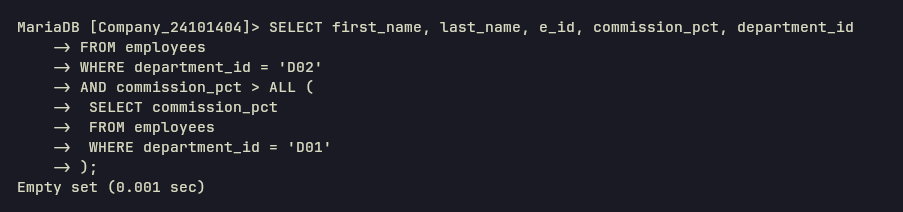 MariaDB [Company_24101404]> SELECT first_name, last_name, e_id, commission_pct, department_id
    -> FROM employees
    -> WHERE department_id = 'D02'
    -> AND commission_pct > ALL (
    ->  SELECT commission_pct
    ->  FROM employees
    ->  WHERE department_id = 'D01'
    -> );
Empty set (0.001 sec)